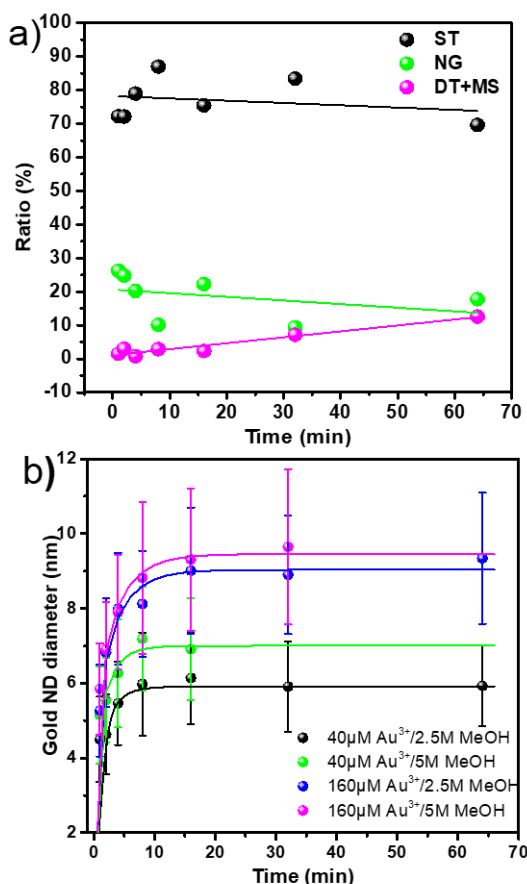 a)
100
90
80
70
60
50
40
30
20
10
0
-10
Ratio (%)
ST
NG
DT+MS
0 10 20 30 40 50 60 70
Time (min)
b)
12
10
8
6
4
2
Gold ND diameter (nm)
40µM Au³⁺/2.5M MeOH
40µM Au³⁺/5M MeOH
160µM Au³⁺/2.5M MeOH
160µM Au³⁺/5M MeOH
0 10 20 30 40 50 60 70
Time (min)